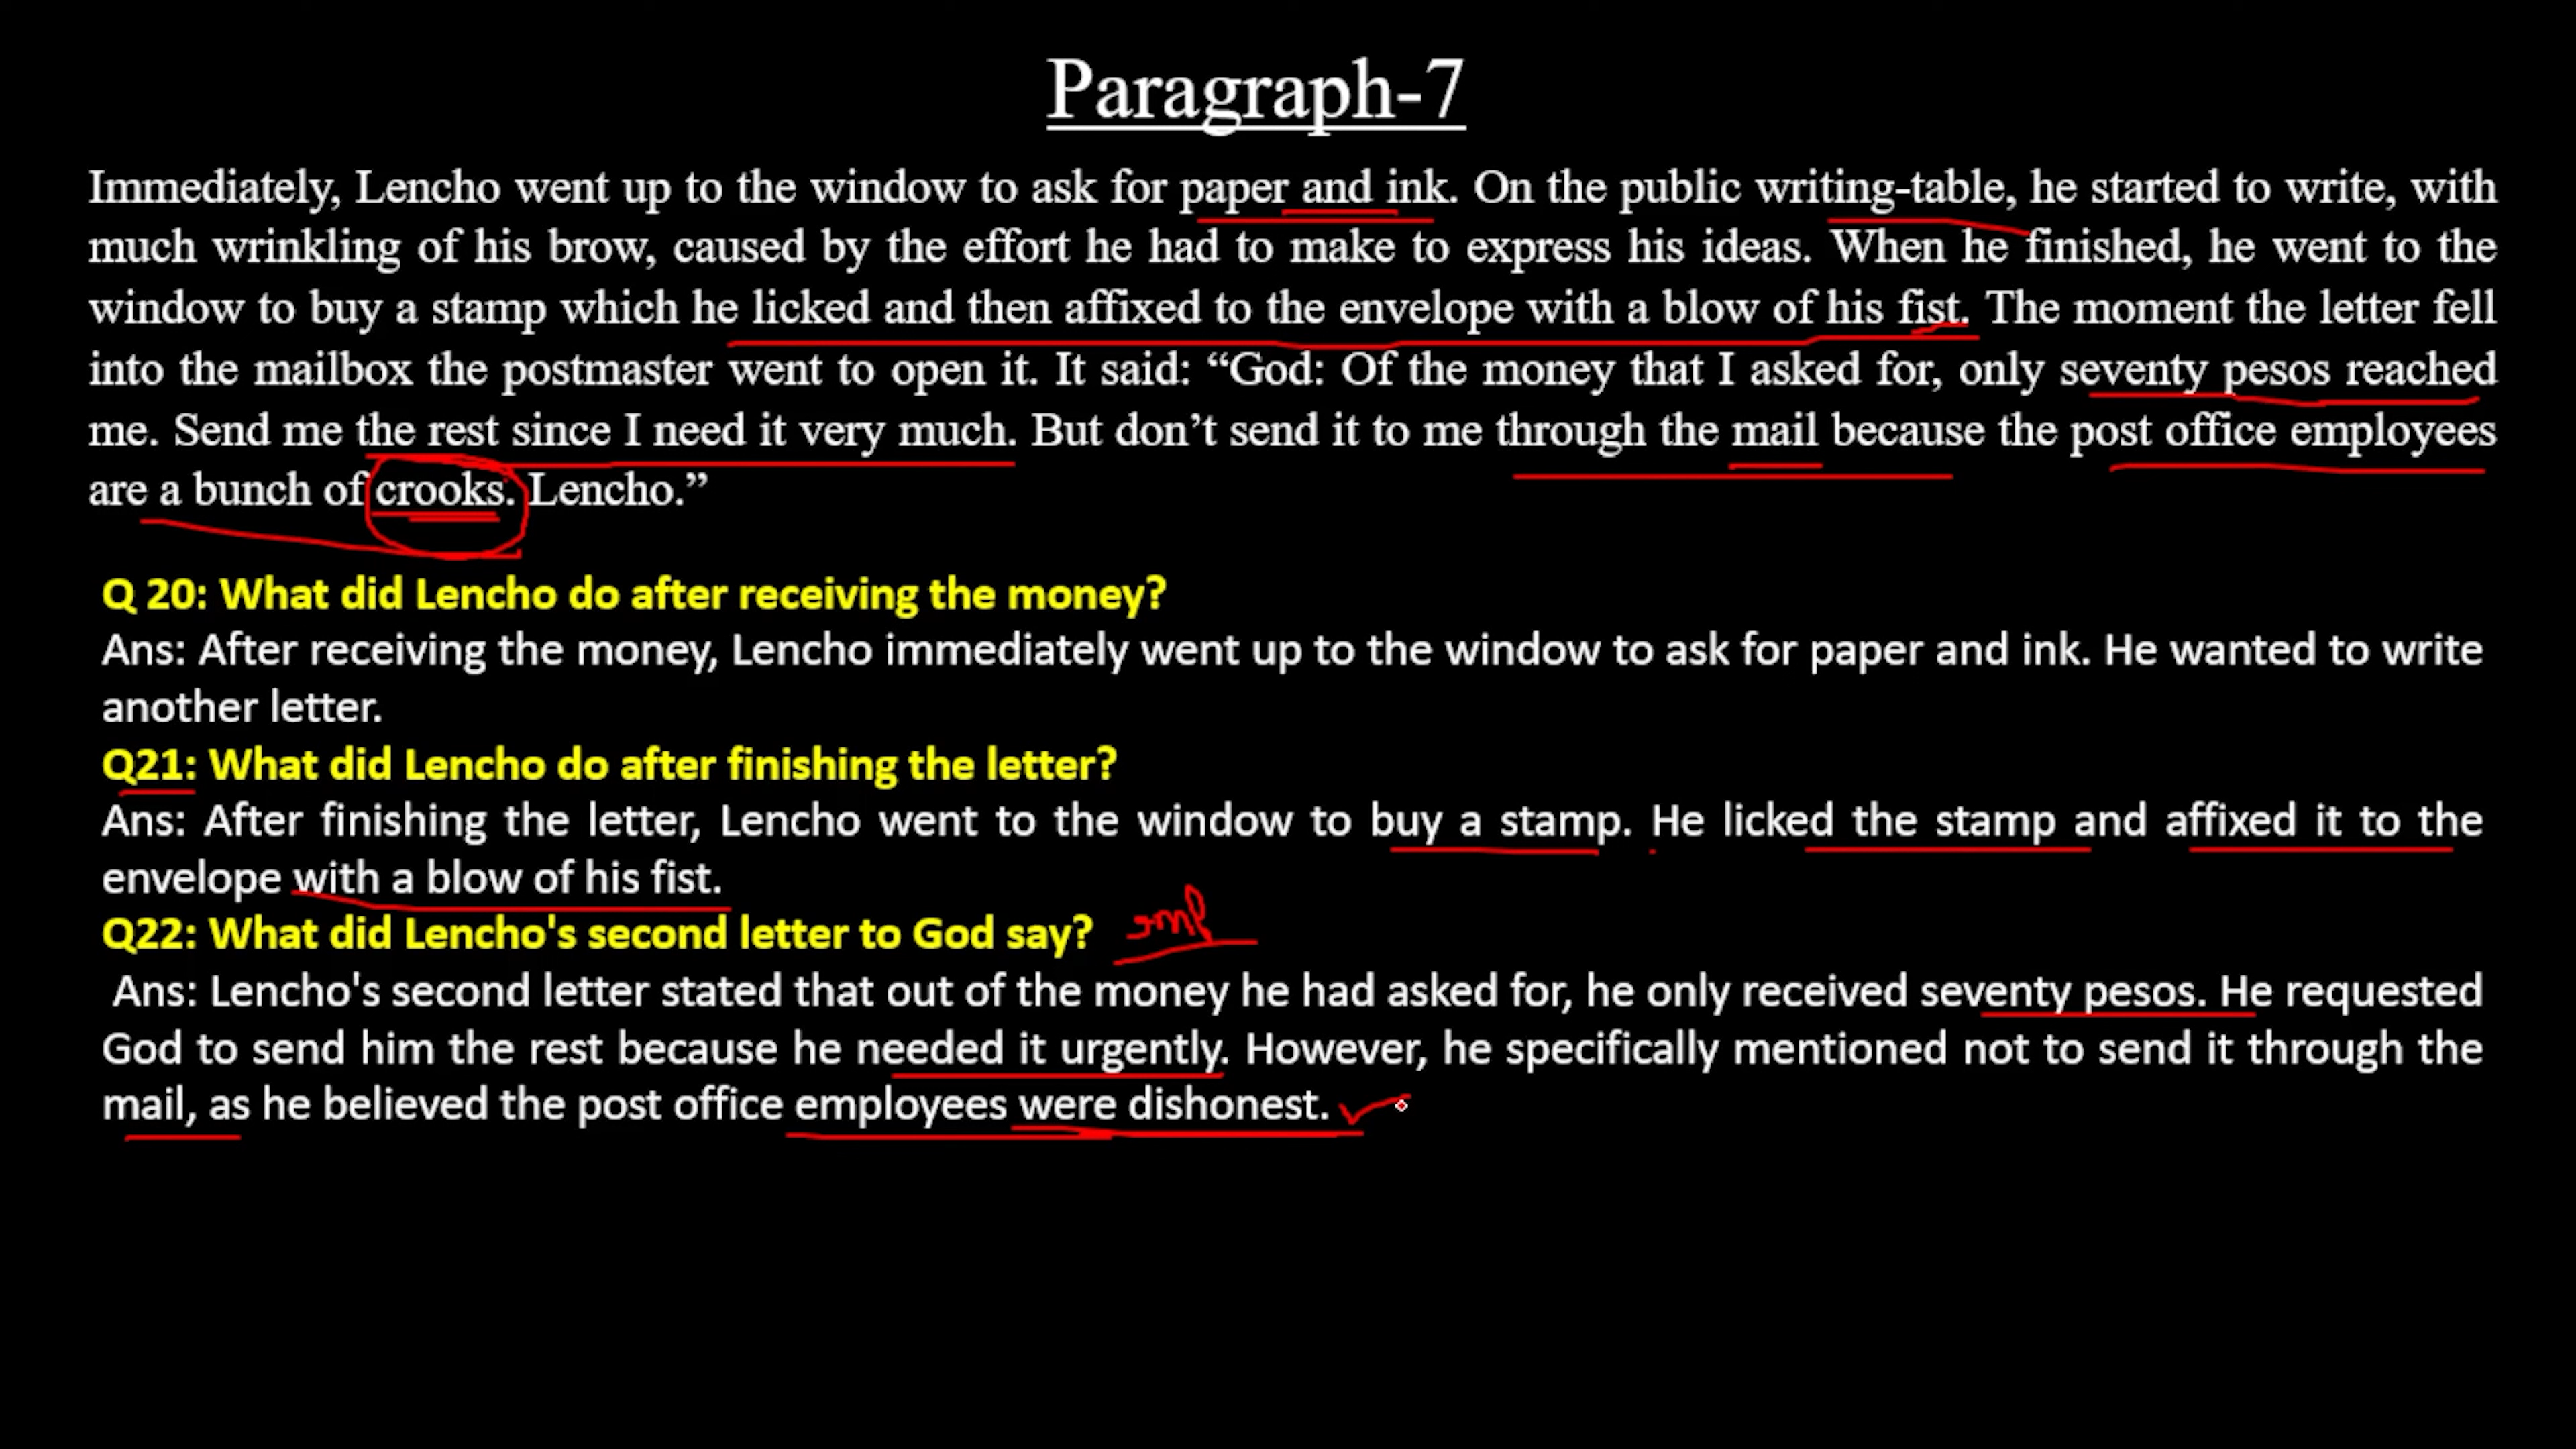 Paragraph-7
Immediately, Lencho went up to the window to ask for paper and ink. On the public writing-table, he started to write, with
much wrinkling of his brow, caused by the effort he had to make to express his ideas. When he finished, he went to the
window to buy a stamp which he licked and then affixed to the envelope with a blow of his fist. The moment the letter fell
into the mailbox the postmaster went to open it. It said: “God: Of the money that I asked for, only seventy pesos reached
me. Send me the rest since I need it very much. But don’t send it to me through the mail because the post office employees
are a bunch of crooks. Lencho.”
Q 20: What did Lencho do after receiving the money?
Ans: After receiving the money, Lencho immediately went up to the window to ask for paper and ink. He wanted to write
another letter.
Q21: What did Lencho do after finishing the letter?
Ans: After finishing the letter, Lencho went to the window to buy a stamp. He licked the stamp and affixed it to the
envelope with a blow of his fist.
Q22: What did Lencho's second letter to God say? Imp
Ans: Lencho's second letter stated that out of the money he had asked for, he only received seventy pesos. He requested
God to send him the rest because he needed it urgently. However, he specifically mentioned not to send it through the
mail, as he believed the post office employees were dishonest.